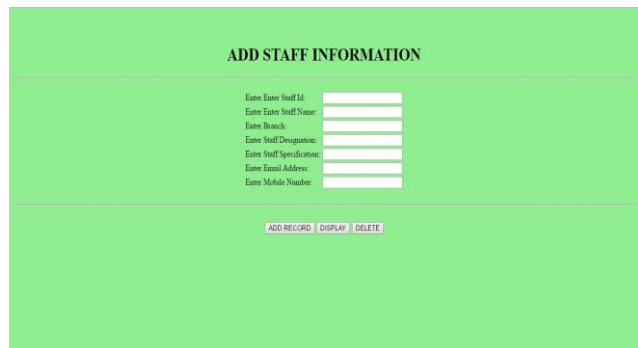 ADD STAFF INFORMATION
Enter Enter Staff Id:
Enter Enter Staff Name:
Enter Branch:
Enter Staff Designation:
Enter Staff Specification:
Enter Email Address:
Enter Mobile Number:
ADD RECORD DISPLAY DELETE